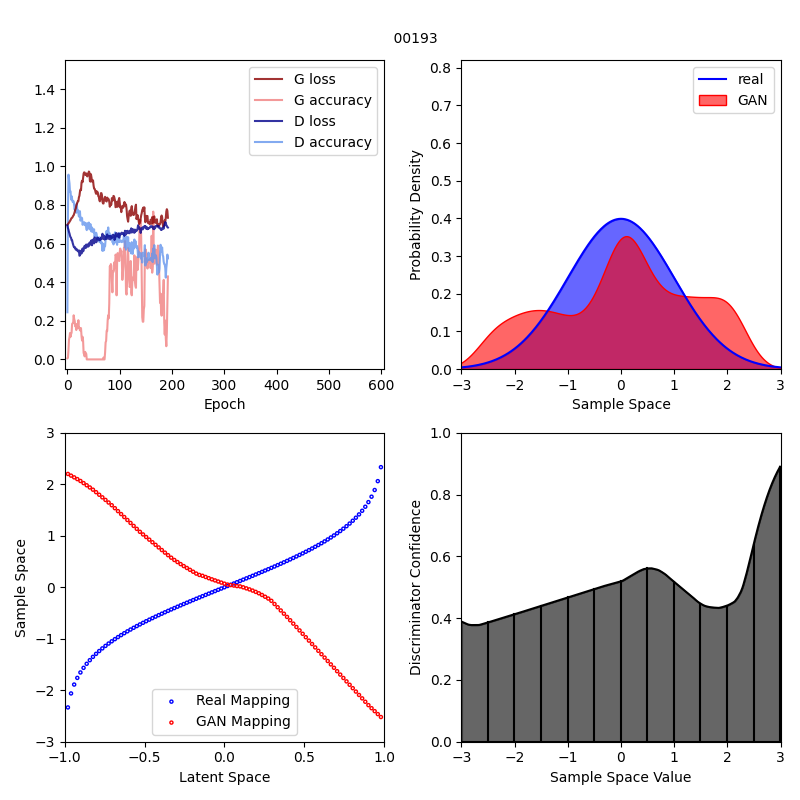 00193
G loss
G accuracy
D loss
D accuracy
1.4
1.2
1.0
0.8
0.6
0.4
0.2
0.0
0 100 200 300 400 500 600
Epoch
real
GAN
Probability Density
0.8
0.7
0.6
0.5
0.4
0.3
0.2
0.1
0.0
−3 −2 −1 0 1 2 3
Sample Space
Sample Space
3
2
1
0
−1
−2
−3
Real Mapping
GAN Mapping
−1.0 −0.5 0.0 0.5 1.0
Latent Space
Discriminator Confidence
1.0
0.8
0.6
0.4
0.2
0.0
−3 −2 −1 0 1 2 3
Sample Space Value